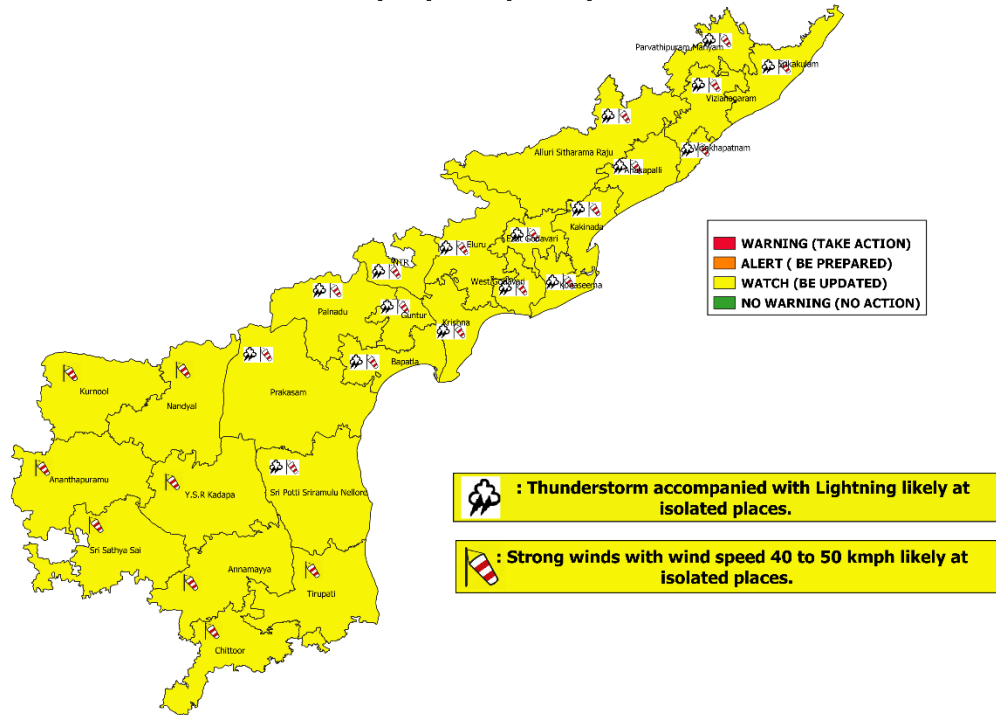 Parvathipuram Manyam
Srikakulam
Vizianagaram
Visakhapatnam
Alluri Sitharama Raju
Anakapalli
Kakinada
East Godavari
Eluru
NTR
West Godavari
Konaseema
Palnadu
Guntur
Krishna
Bapatla
Prakasam
Kurnool
Nandyal
Ananthapuramu
Y.S.R Kadapa
Sri Potti Sriramulu Nellore
Sri Sathya Sai
Annamayya
Tirupati
Chittoor
WARNING (TAKE ACTION)
ALERT ( BE PREPARED)
WATCH (BE UPDATED)
NO WARNING (NO ACTION)
: Thunderstorm accompanied with Lightning likely at
isolated places.
: Strong winds with wind speed 40 to 50 kmph likely at
isolated places.